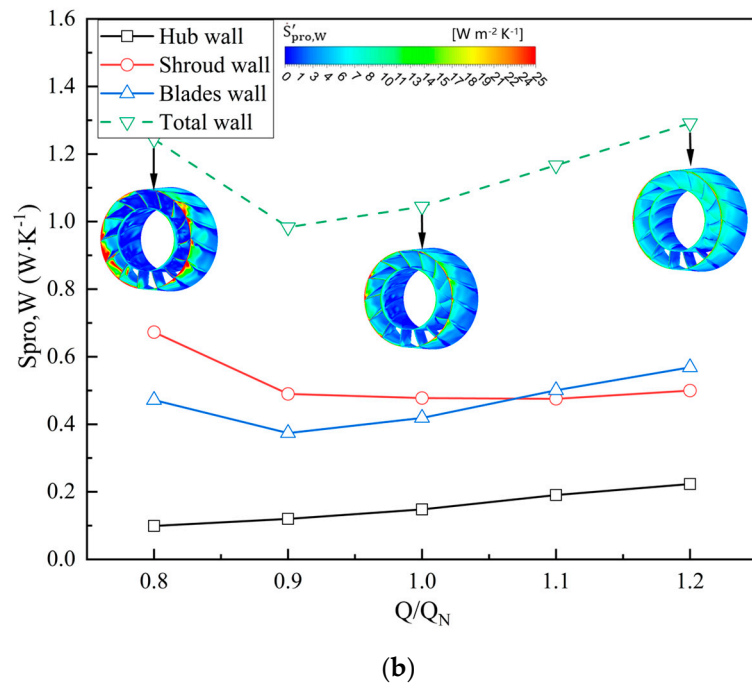 1.6
1.4
1.2
1.0
0.8
0.6
0.4
0.2
0.0
Spro,W (W·K⁻¹)
Hub wall
Shroud wall
Blades wall
Total wall
Ṡ′pro,W [W m⁻² K⁻¹]
0 1 3 4 6 7 8 10 11 13 14 15 17 18 19 21 22 24 25
0.8 0.9 1.0 1.1 1.2
Q/Q_N
(b)